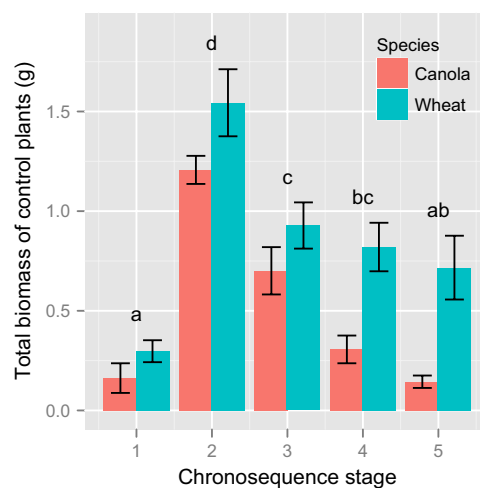 Total biomass of control plants (g)
1.5
1.0
0.5
0.0
Species
Canola
Wheat
a
d
c
bc
ab
1 2 3 4 5
Chronosequence stage